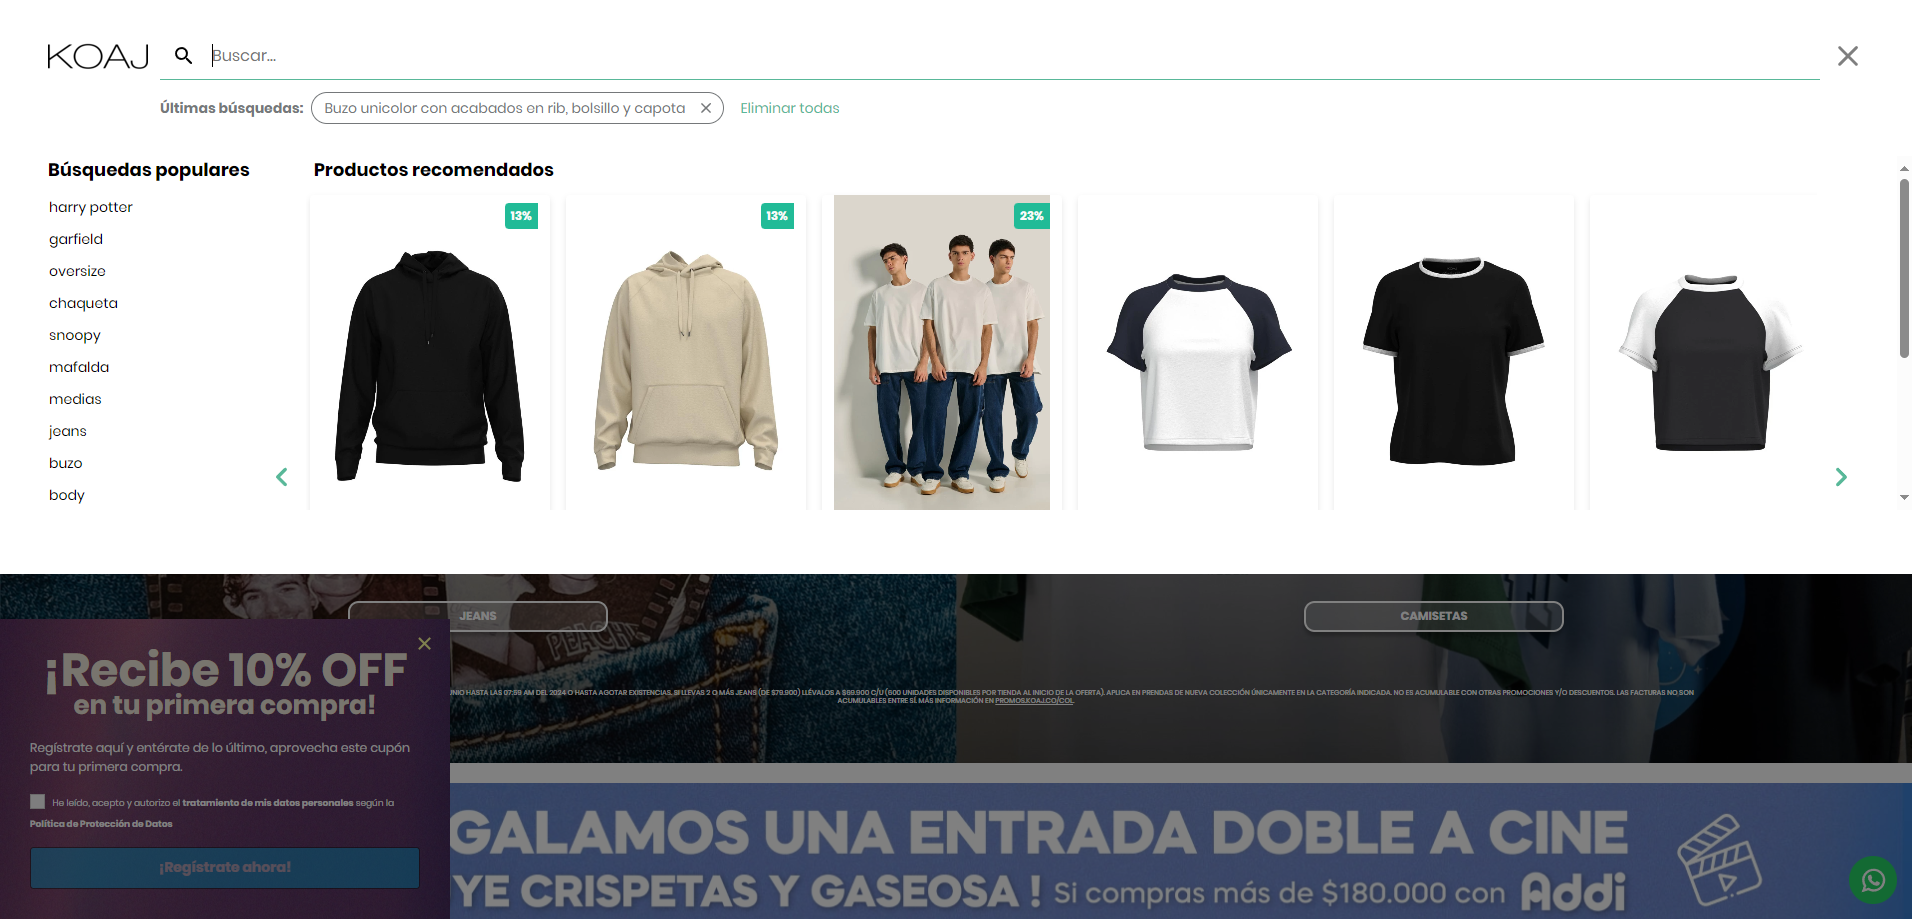 KOAJ
Buscar...
Últimas búsquedas: Buzo unicolor con acabados en rib, bolsillo y capota Eliminar todas
Búsquedas populares
harry potter
garfield
oversize
chaqueta
snoopy
mafalda
medias
jeans
buzo
body
Productos recomendados
13%
13%
23%
JEANS
CAMISETAS
PEACHY
¡Recibe 10% OFF
en tu primera compra!
Regístrate aquí y entérate de lo último, aprovecha este cupón
para tu primera compra.
He leído, acepto y autorizo el tratamiento de mis datos personales según la
Política de Protección de Datos
¡Regístrate ahora!
UNIO HASTA LAS 07:59 AM DEL 2024 O HASTA AGOTAR EXISTENCIAS. SI LLEVAS 2 O MÁS JEANS (DE $79.900) LLÉVALOS A $69.900 C/U (600 UNIDADES DISPONIBLES POR TIENDA AL INICIO DE LA OFERTA). APLICA EN PRENDAS DE NUEVA COLECCIÓN ÚNICAMENTE EN LA CATEGORÍA INDICADA. NO ES ACUMULABLE CON OTRAS PROMOCIONES Y/O DESCUENTOS. LAS FACTURAS NO SON
ACUMULABLES ENTRE SÍ. MÁS INFORMACIÓN EN PROMOS.KOAJ.CO/COL.
GALAMOS UNA ENTRADA DOBLE A CINE
YE CRISPETAS Y GASEOSA ! Si compras más de $180.000 con Addi